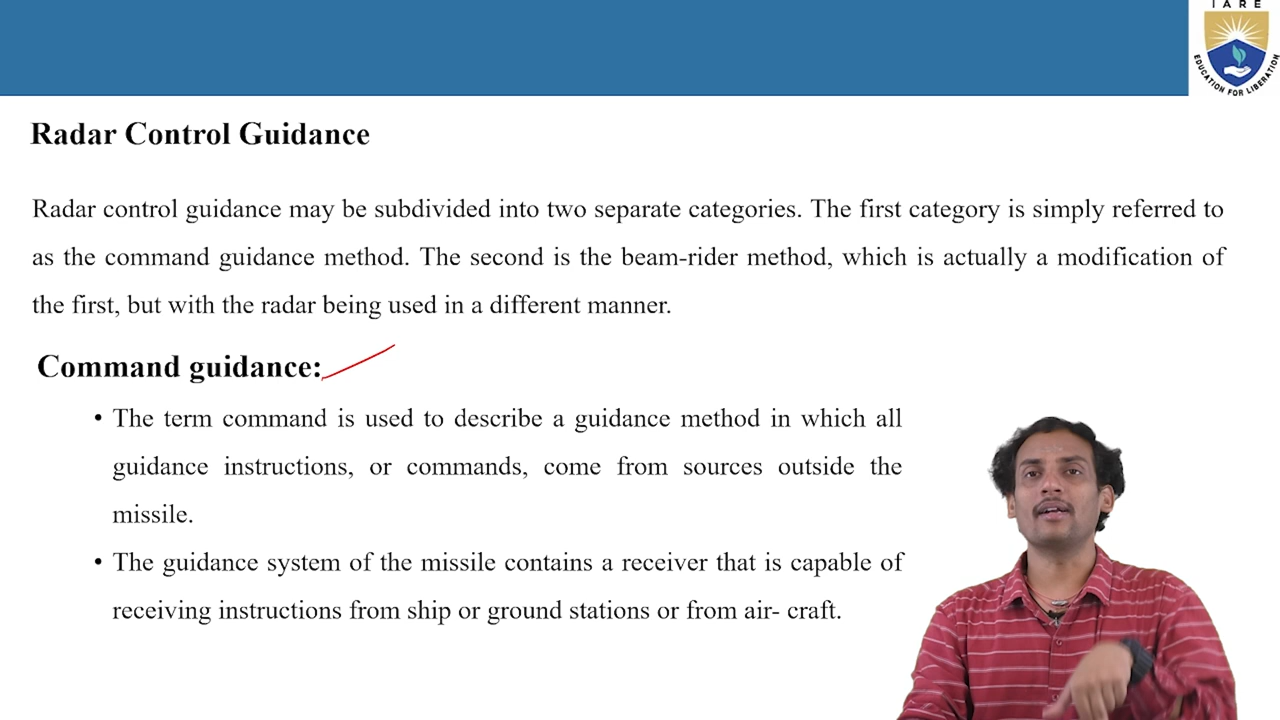 IARE
EDUCATION FOR LIBERATION
Radar Control Guidance
Radar control guidance may be subdivided into two separate categories. The first category is simply referred to
as the command guidance method. The second is the beam-rider method, which is actually a modification of
the first, but with the radar being used in a different manner.
Command guidance:
• The term command is used to describe a guidance method in which all
guidance instructions, or commands, come from sources outside the
missile.
• The guidance system of the missile contains a receiver that is capable of
receiving instructions from ship or ground stations or from air- craft.